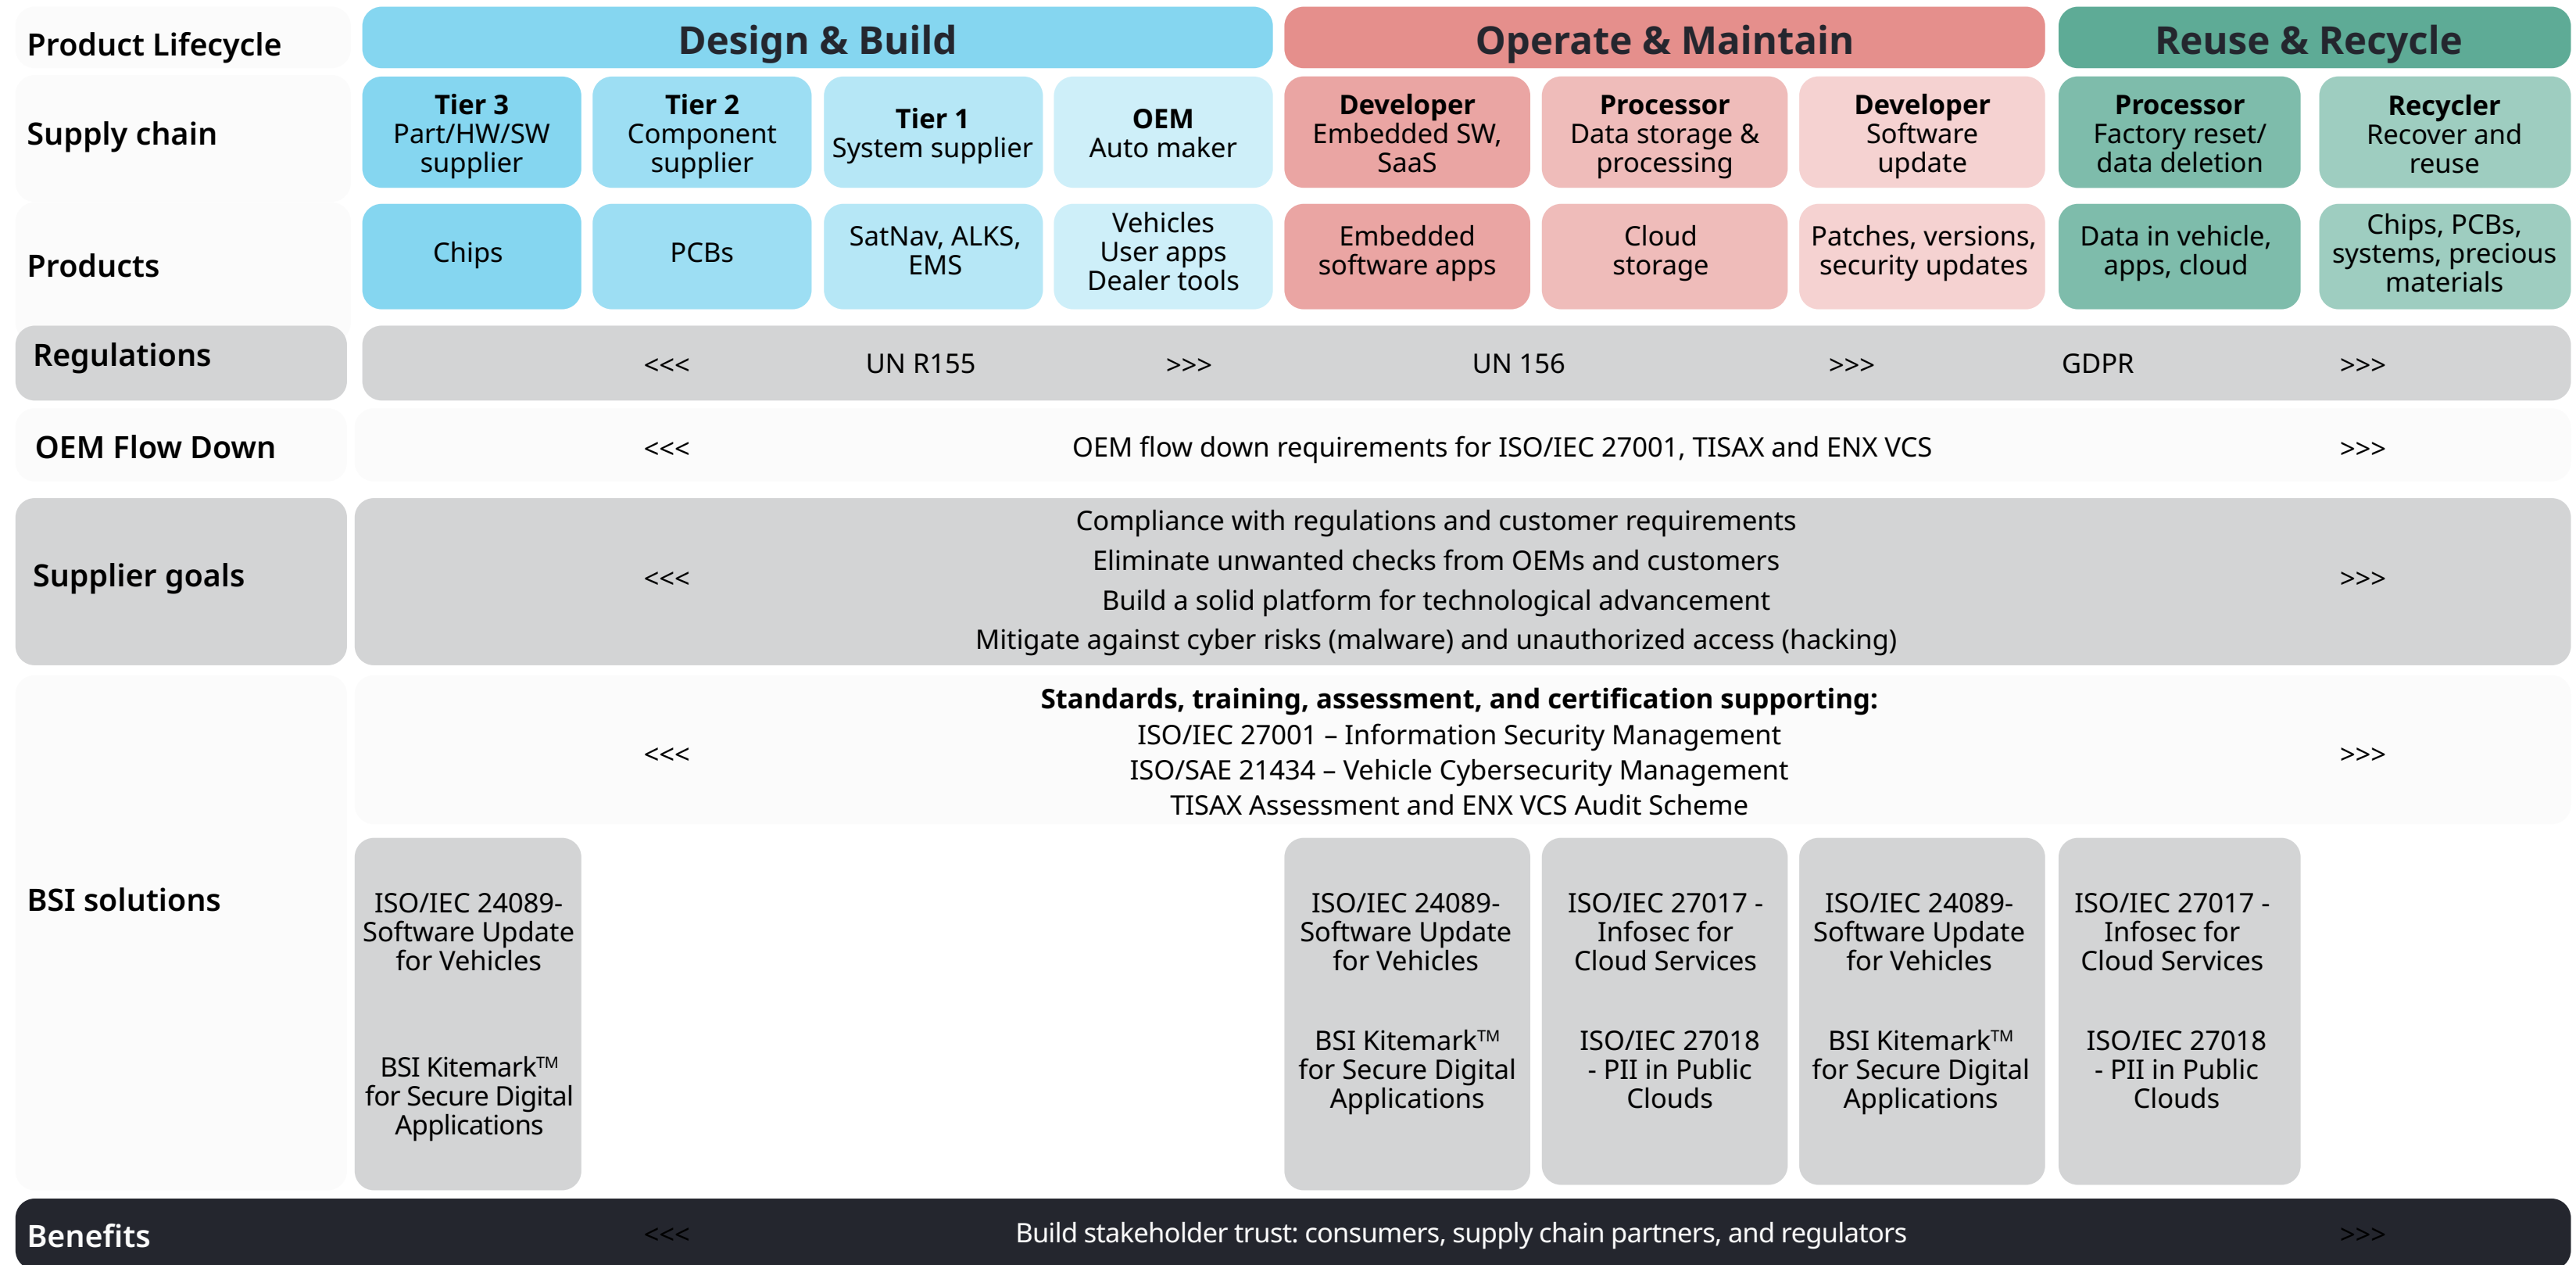 Product Lifecycle
Design & Build
Operate & Maintain
Reuse & Recycle
Supply chain
Tier 3
Part/HW/SW
supplier
Tier 2
Component
supplier
Tier 1
System supplier
OEM
Auto maker
Developer
Embedded SW,
SaaS
Processor
Data storage &
processing
Developer
Software
update
Processor
Factory reset/
data deletion
Recycler
Recover and
reuse
Products
Chips
PCBs
SatNav, ALKS,
EMS
Vehicles
User apps
Dealer tools
Embedded
software apps
Cloud
storage
Patches, versions,
security updates
Data in vehicle,
apps, cloud
Chips, PCBs,
systems, precious
materials
Regulations
<<< UN R155 >>> UN 156 >>> GDPR >>>
OEM Flow Down
<<< OEM flow down requirements for ISO/IEC 27001, TISAX and ENX VCS >>>
Supplier goals
<<<
Compliance with regulations and customer requirements
Eliminate unwanted checks from OEMs and customers
Build a solid platform for technological advancement
Mitigate against cyber risks (malware) and unauthorized access (hacking)
>>>
BSI solutions
<<<
Standards, training, assessment, and certification supporting:
ISO/IEC 27001 – Information Security Management
ISO/SAE 21434 – Vehicle Cybersecurity Management
TISAX Assessment and ENX VCS Audit Scheme
>>>
ISO/IEC 24089-
Software Update
for Vehicles
BSI Kitemark™
for Secure Digital
Applications
ISO/IEC 24089-
Software Update
for Vehicles
BSI Kitemark™
for Secure Digital
Applications
ISO/IEC 27017 -
Infosec for
Cloud Services
ISO/IEC 27018
- PII in Public
Clouds
ISO/IEC 24089-
Software Update
for Vehicles
BSI Kitemark™
for Secure Digital
Applications
ISO/IEC 27017 -
Infosec for
Cloud Services
ISO/IEC 27018
- PII in Public
Clouds
Benefits
<<< Build stakeholder trust: consumers, supply chain partners, and regulators >>>